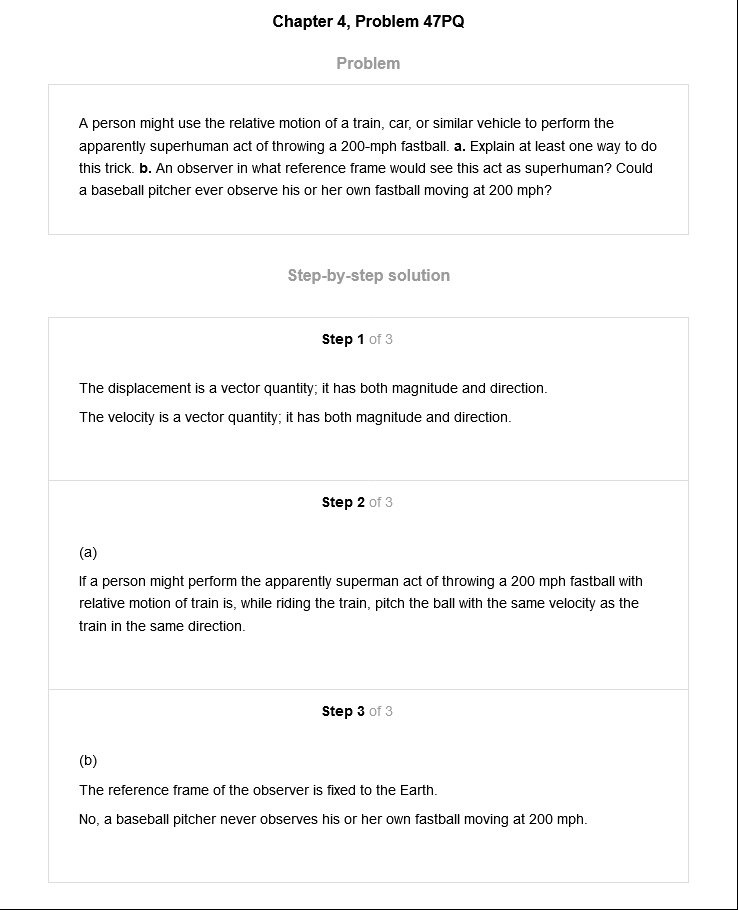 Chapter 4, Problem 47PQ
Problem
A person might use the relative motion of a train, car, or similar vehicle to perform the
apparently superhuman act of throwing a 200-mph fastball. a. Explain at least one way to do
this trick. b. An observer in what reference frame would see this act as superhuman? Could
a baseball pitcher ever observe his or her own fastball moving at 200 mph?
Step-by-step solution
Step 1 of 3
The displacement is a vector quantity; it has both magnitude and direction.
The velocity is a vector quantity; it has both magnitude and direction.
Step 2 of 3
(a)
If a person might perform the apparently superman act of throwing a 200 mph fastball with
relative motion of train is, while riding the train, pitch the ball with the same velocity as the
train in the same direction.
Step 3 of 3
(b)
The reference frame of the observer is fixed to the Earth.
No, a baseball pitcher never observes his or her own fastball moving at 200 mph.